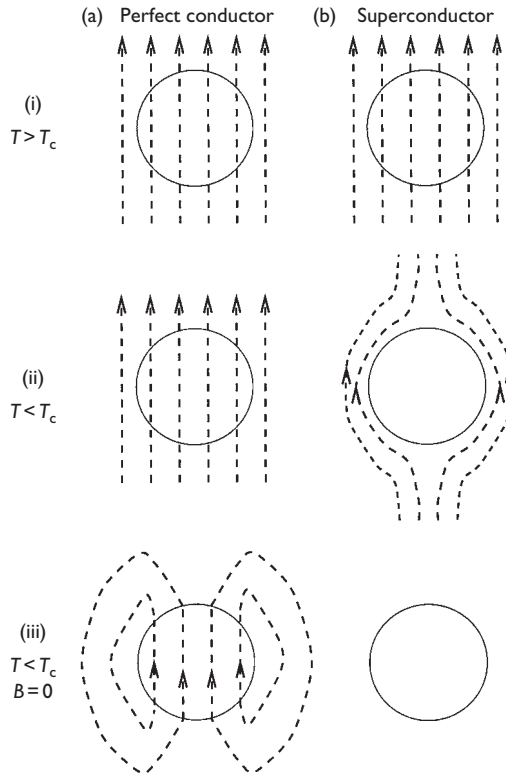 (a) Perfect conductor
(b) Superconductor
(i)
T > Tc
(ii)
T < Tc
(iii)
T < Tc
B = 0